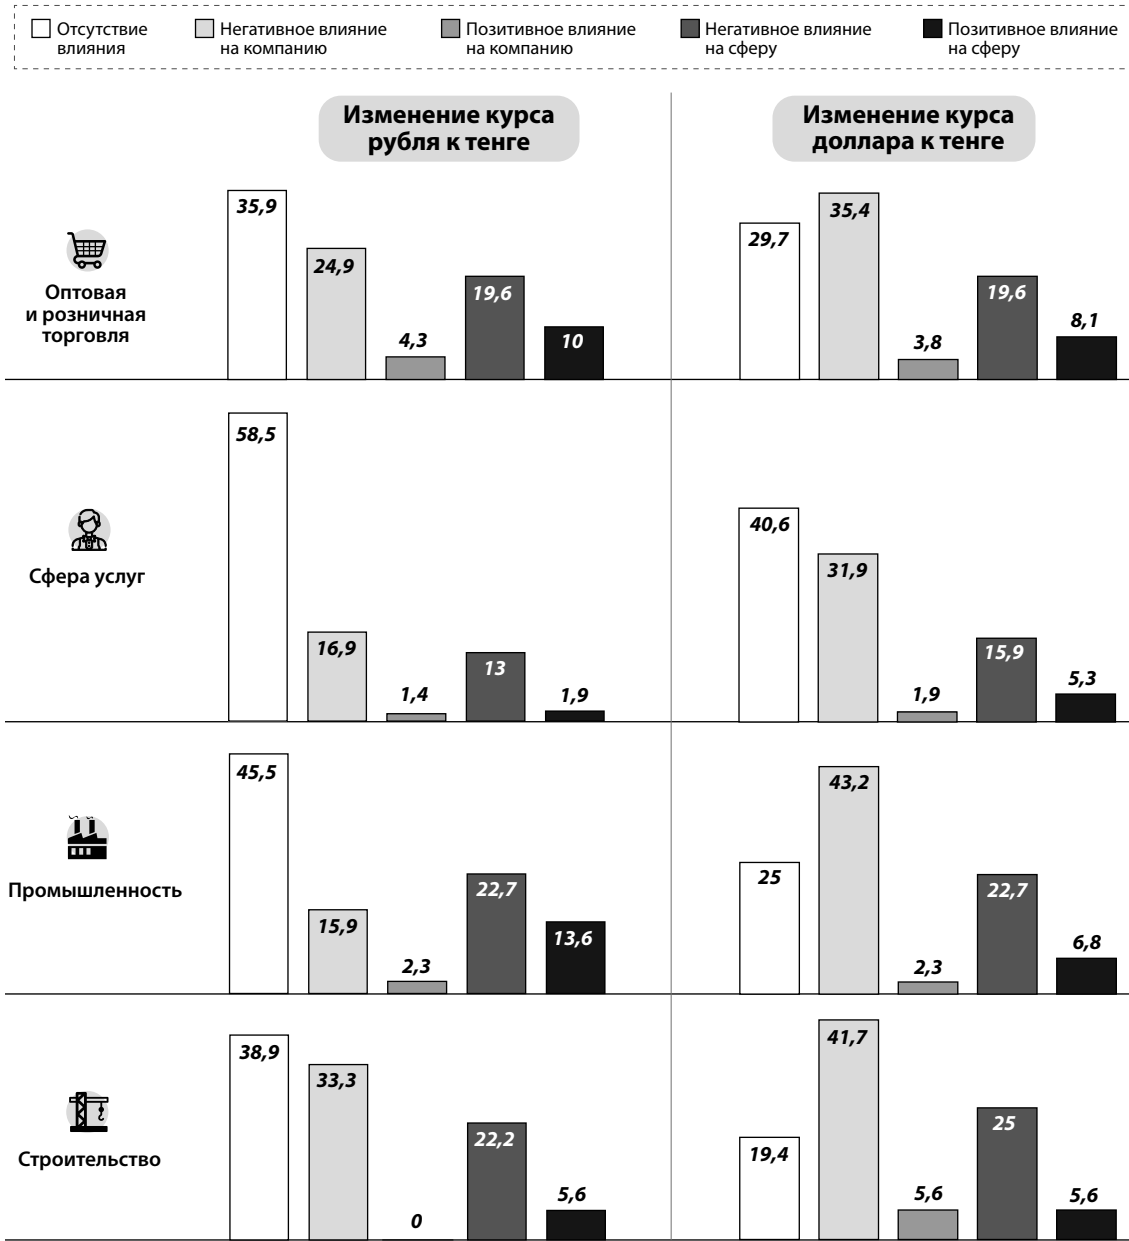 Отсутствие
влияния
Негативное влияние
на компанию
Позитивное влияние
на компанию
Негативное влияние
на сферу
Позитивное влияние
на сферу
Изменение курса
рубля к тенге
Изменение курса
доллара к тенге
Оптовая
и розничная
торговля
35,9
24,9
4,3
19,6
10
29,7
35,4
3,8
19,6
8,1
Сфера услуг
58,5
16,9
1,4
13
1,9
40,6
31,9
1,9
15,9
5,3
Промышленность
45,5
15,9
2,3
22,7
13,6
25
43,2
2,3
22,7
6,8
Строительство
38,9
33,3
0
22,2
5,6
19,4
41,7
5,6
25
5,6